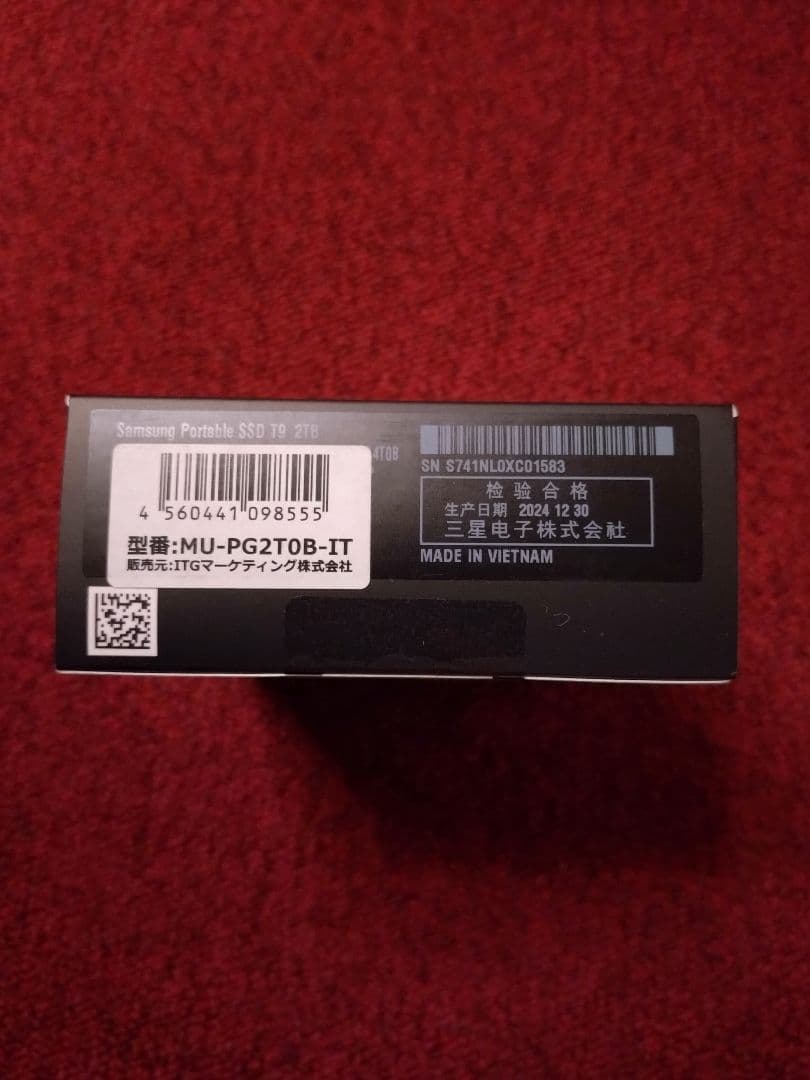 Samsung Portable SSD T9 2TB
4T0B
4 560441 098555
型番:MU-PG2T0B-IT
販売元:ITGマーケティング株式会社
SN S741NL0XC01583
检验合格
生产日期 2024 12 30
三星电子株式会社
MADE IN VIETNAM